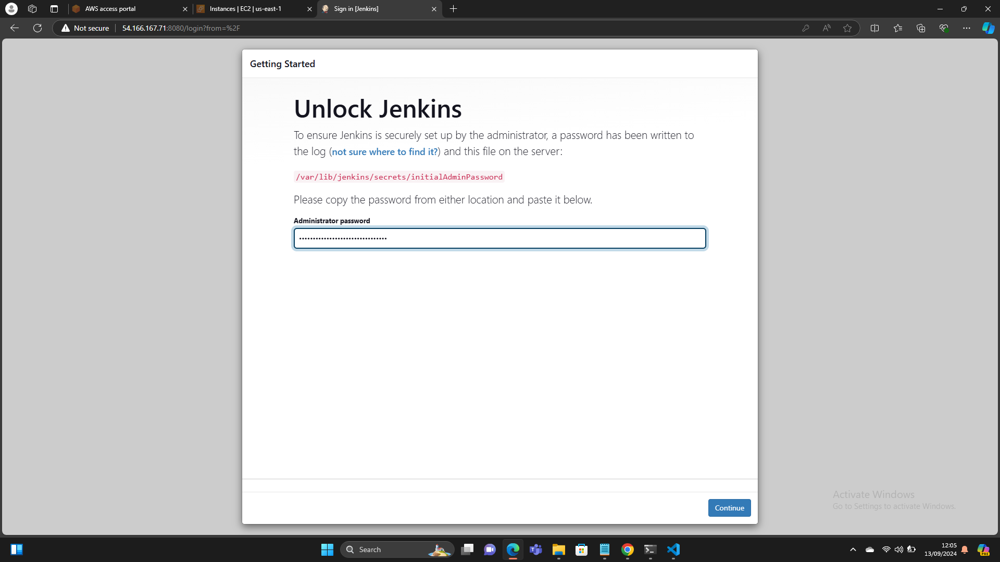 AWS access portal
Instances | EC2 | us-east-1
Sign in [Jenkins]
Not secure
54.166.167.71:8080/login?from=%2F
Getting Started
Unlock Jenkins
To ensure Jenkins is securely set up by the administrator, a password has been written to
the log (not sure where to find it?) and this file on the server:
/var/lib/jenkins/secrets/initialAdminPassword
Please copy the password from either location and paste it below.
Administrator password
••••••••••••••••••••••••••••••••
Continue
Activate Windows
Go to Settings to activate Windows.
Search
12:05
13/09/2024
PRE